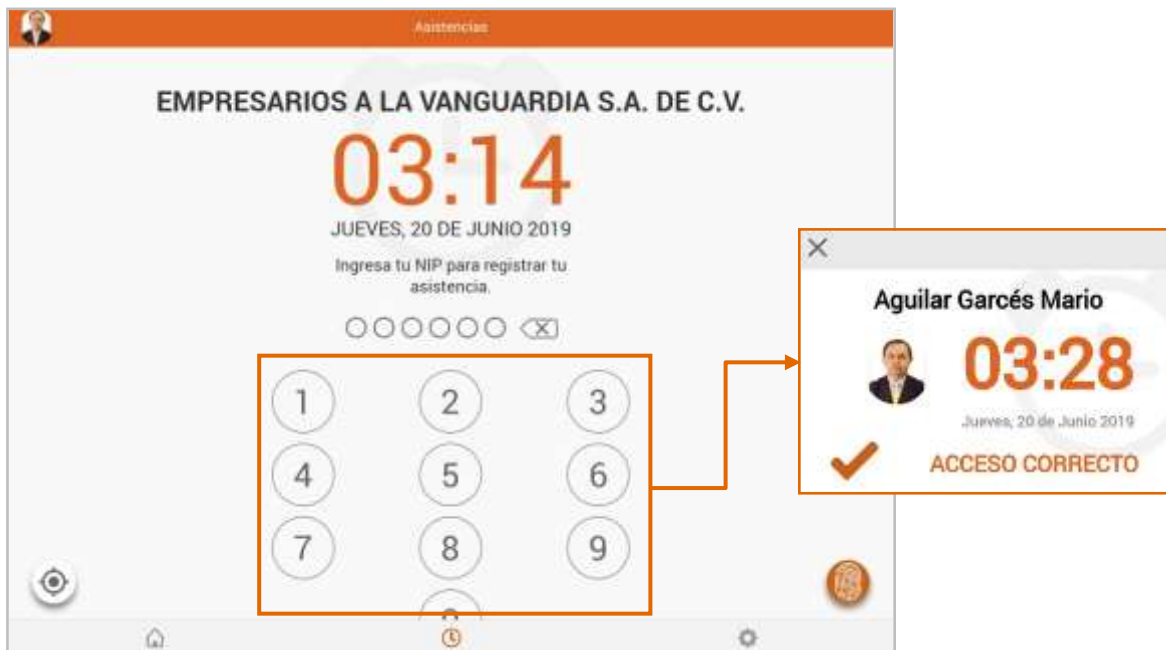 Asistencias
EMPRESARIOS A LA VANGUARDIA S.A. DE C.V.
03:14
JUEVES, 20 DE JUNIO 2019
Ingresa tu NIP para registrar tu
asistencia.
1 2 3
4 5 6
7 8 9
0
Aguilar Garcés Mario
03:28
Jueves, 20 de Junio 2019
ACCESO CORRECTO